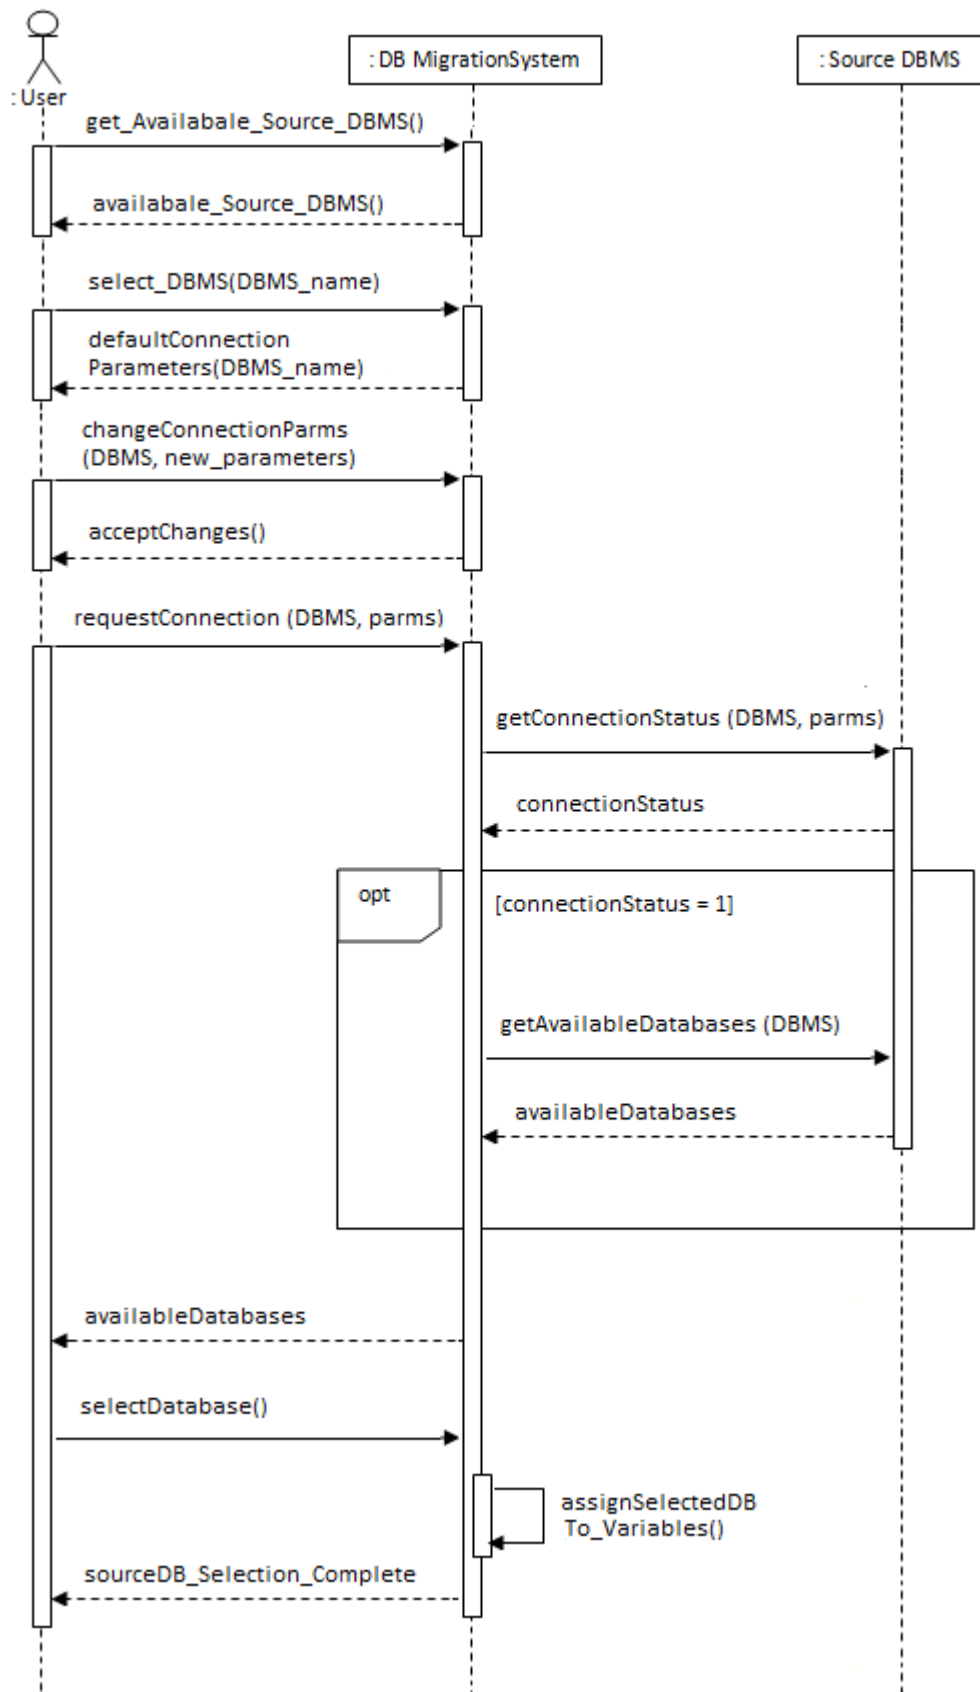 : User
: DB MigrationSystem
: Source DBMS
get_Availabale_Source_DBMS()
availabale_Source_DBMS()
select_DBMS(DBMS_name)
defaultConnection
Parameters(DBMS_name)
changeConnectionParms
(DBMS, new_parameters)
acceptChanges()
requestConnection (DBMS, parms)
getConnectionStatus (DBMS, parms)
connectionStatus
opt
[connectionStatus = 1]
getAvailableDatabases (DBMS)
availableDatabases
availableDatabases
selectDatabase()
assignSelectedDB
To_Variables()
sourceDB_Selection_Complete